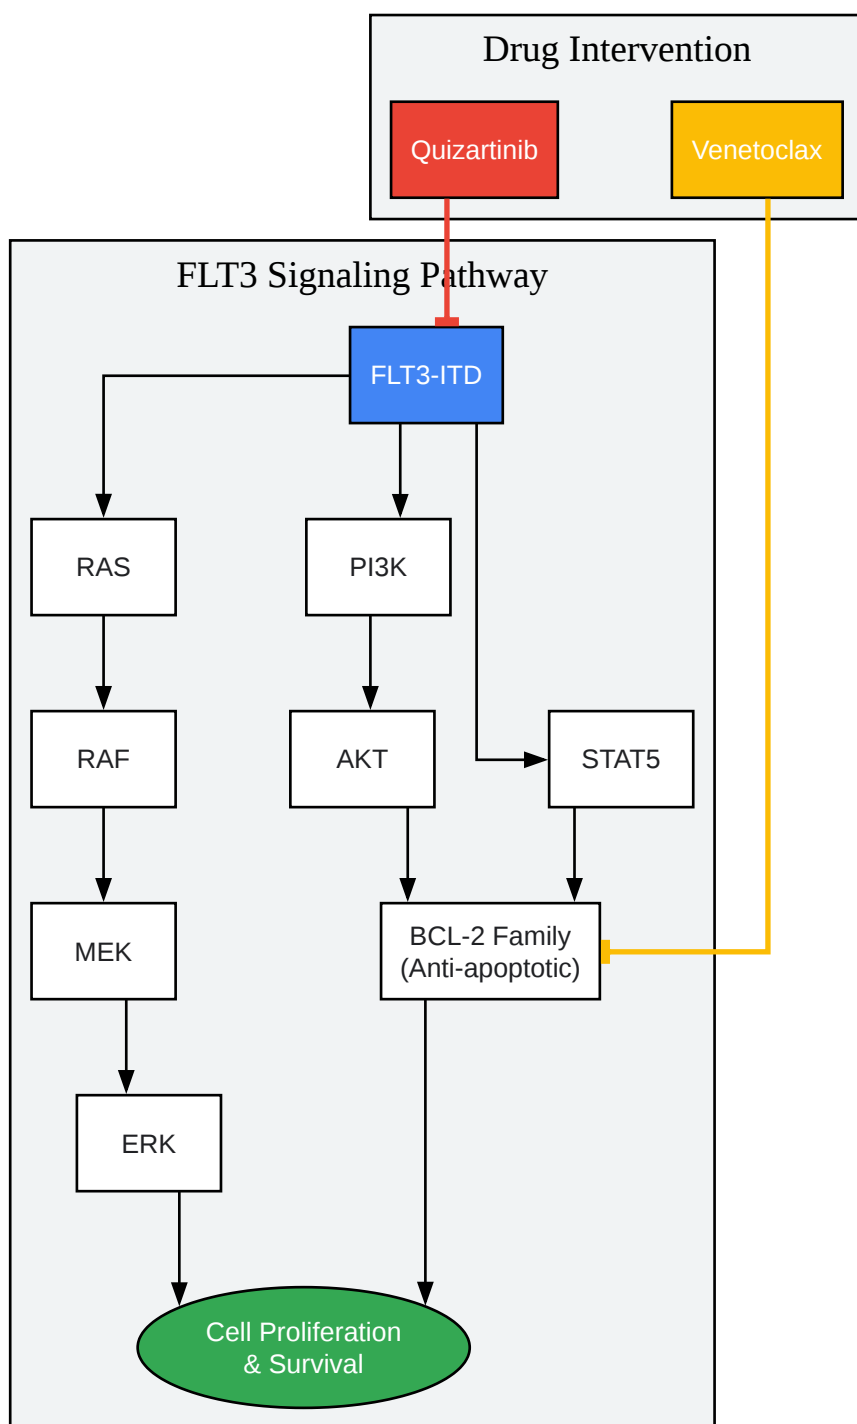 Drug Intervention
Quizartinib
Venetoclax
FLT3 Signaling Pathway
FLT3-ITD
RAS
PI3K
RAF
AKT
STAT5
MEK
BCL-2 Family
(Anti-apoptotic)
ERK
Cell Proliferation
& Survival